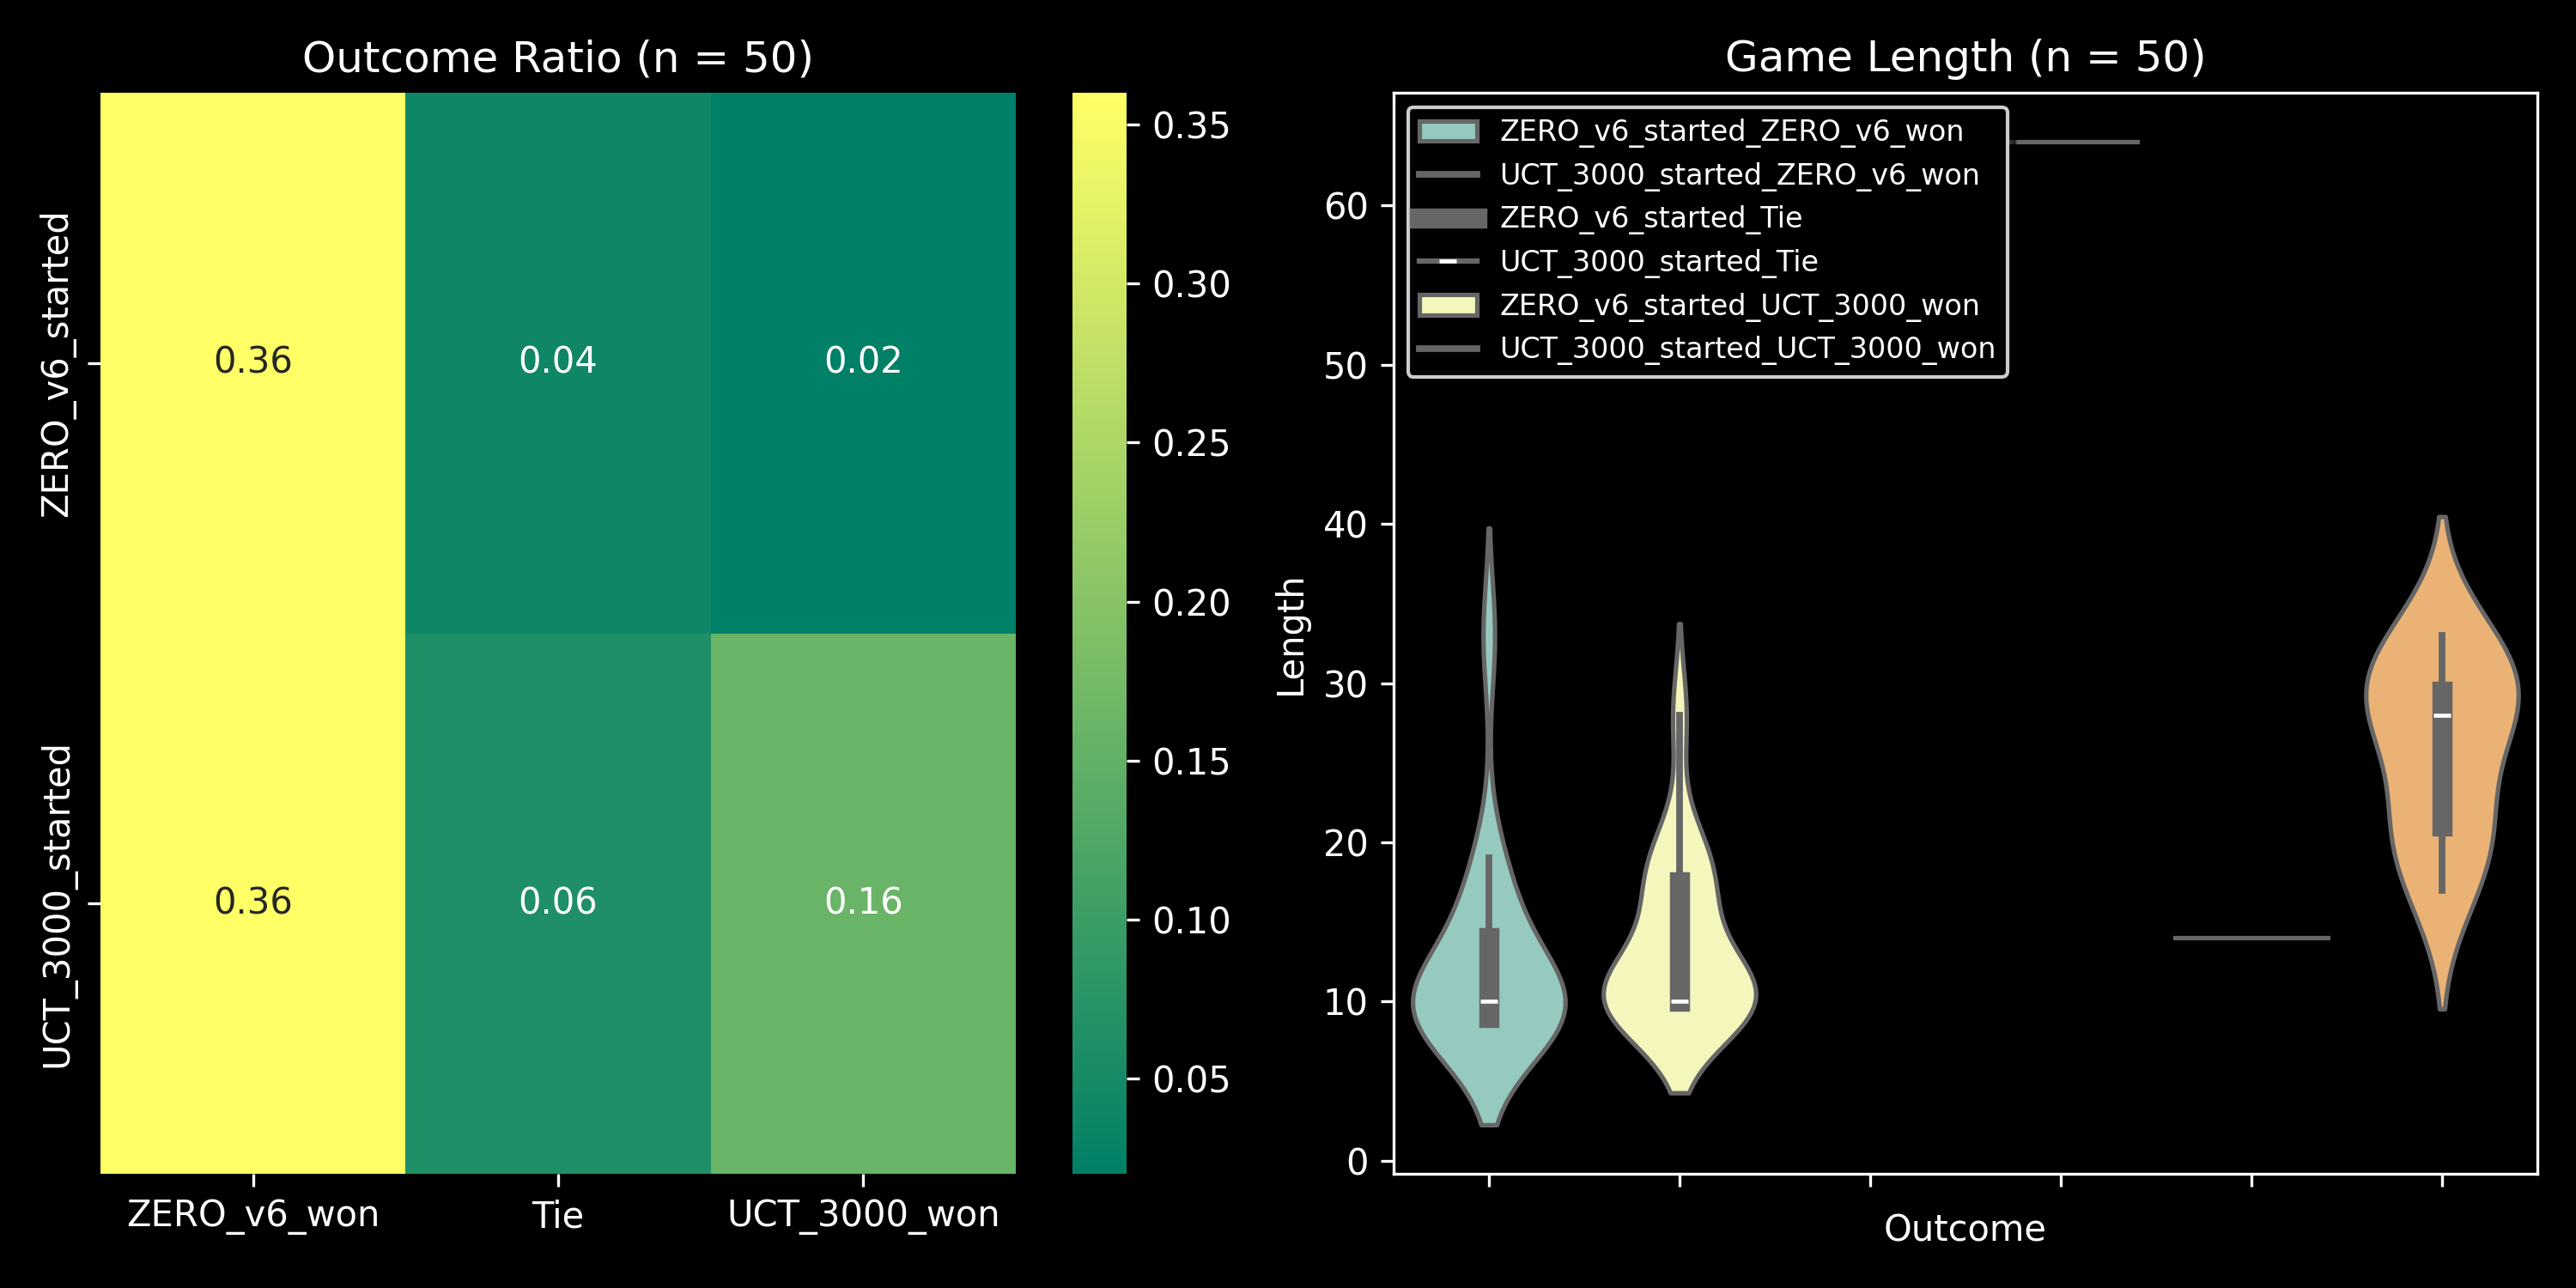 Outcome Ratio (n = 50)
ZERO_v6_started
UCT_3000_started
0.36
0.04
0.02
0.36
0.06
0.16
ZERO_v6_won
Tie
UCT_3000_won
0.35
0.30
0.25
0.20
0.15
0.10
0.05
Game Length (n = 50)
ZERO_v6_started_ZERO_v6_won
UCT_3000_started_ZERO_v6_won
ZERO_v6_started_Tie
UCT_3000_started_Tie
ZERO_v6_started_UCT_3000_won
UCT_3000_started_UCT_3000_won
Length
60
50
40
30
20
10
0
Outcome